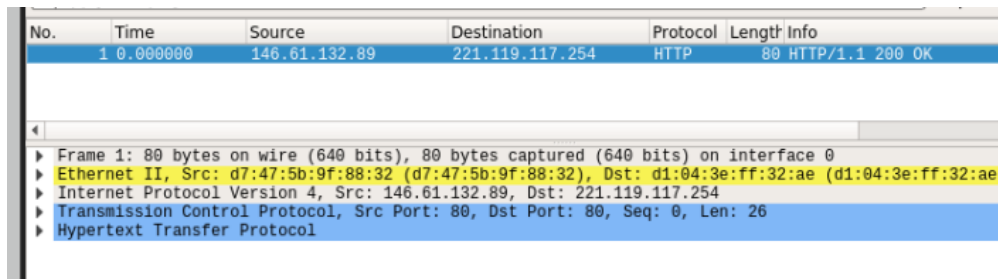 No. Time Source Destination Protocol Length Info
1 0.000000 146.61.132.89 221.119.117.254 HTTP 80 HTTP/1.1 200 OK
Frame 1: 80 bytes on wire (640 bits), 80 bytes captured (640 bits) on interface 0
Ethernet II, Src: d7:47:5b:9f:88:32 (d7:47:5b:9f:88:32), Dst: d1:04:3e:ff:32:ae (d1:04:3e:ff:32:ae
Internet Protocol Version 4, Src: 146.61.132.89, Dst: 221.119.117.254
Transmission Control Protocol, Src Port: 80, Dst Port: 80, Seq: 0, Len: 26
Hypertext Transfer Protocol